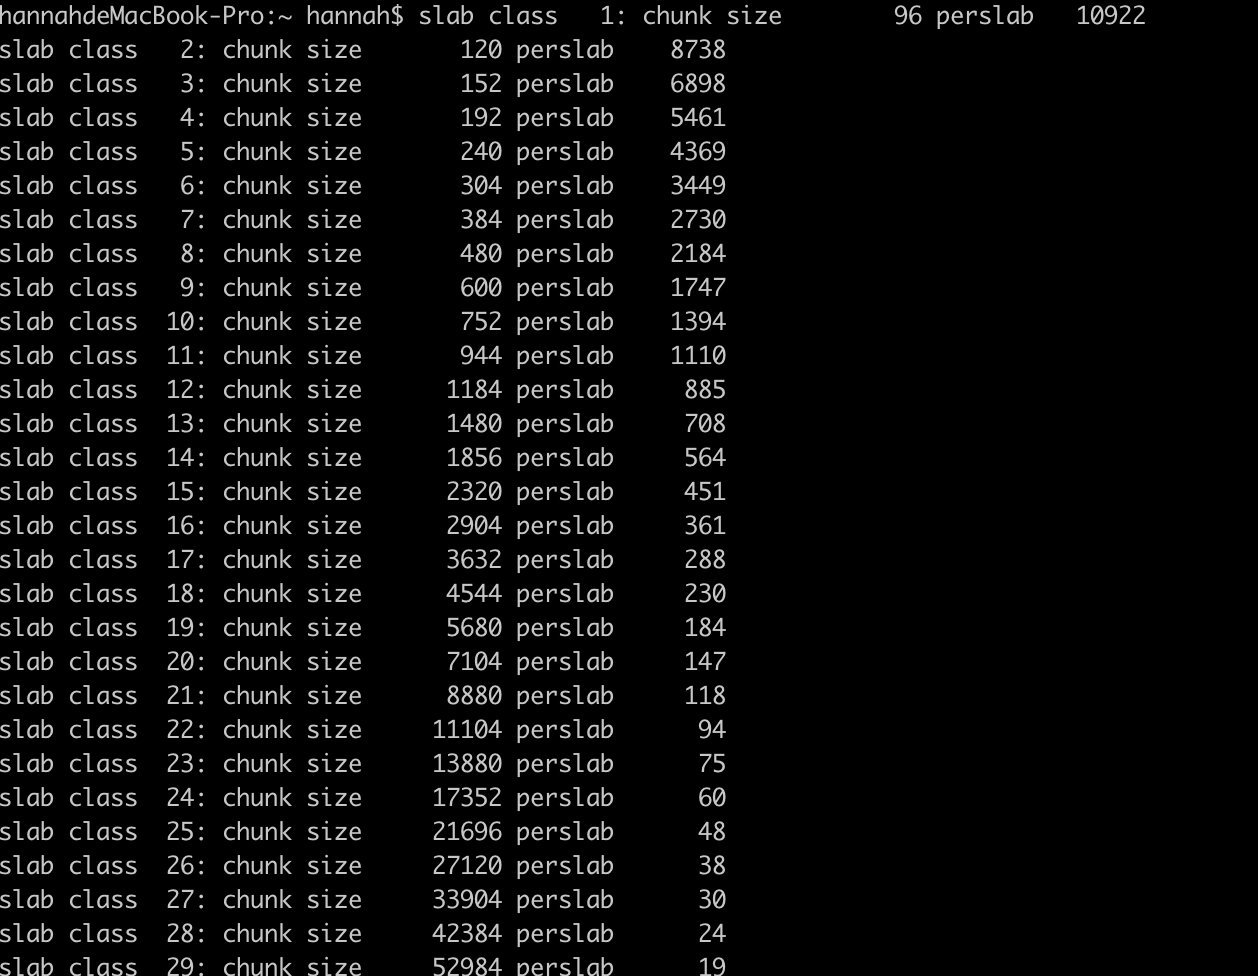 hannahdeMacBook-Pro:~ hannah$ slab class   1: chunk size        96 perslab   10922
slab class   2: chunk size       120 perslab    8738
slab class   3: chunk size       152 perslab    6898
slab class   4: chunk size       192 perslab    5461
slab class   5: chunk size       240 perslab    4369
slab class   6: chunk size       304 perslab    3449
slab class   7: chunk size       384 perslab    2730
slab class   8: chunk size       480 perslab    2184
slab class   9: chunk size       600 perslab    1747
slab class  10: chunk size       752 perslab    1394
slab class  11: chunk size       944 perslab    1110
slab class  12: chunk size      1184 perslab     885
slab class  13: chunk size      1480 perslab     708
slab class  14: chunk size      1856 perslab     564
slab class  15: chunk size      2320 perslab     451
slab class  16: chunk size      2904 perslab     361
slab class  17: chunk size      3632 perslab     288
slab class  18: chunk size      4544 perslab     230
slab class  19: chunk size      5680 perslab     184
slab class  20: chunk size      7104 perslab     147
slab class  21: chunk size      8880 perslab     118
slab class  22: chunk size     11104 perslab      94
slab class  23: chunk size     13880 perslab      75
slab class  24: chunk size     17352 perslab      60
slab class  25: chunk size     21696 perslab      48
slab class  26: chunk size     27120 perslab      38
slab class  27: chunk size     33904 perslab      30
slab class  28: chunk size     42384 perslab      24
slab class  29: chunk size     52984 perslab      19